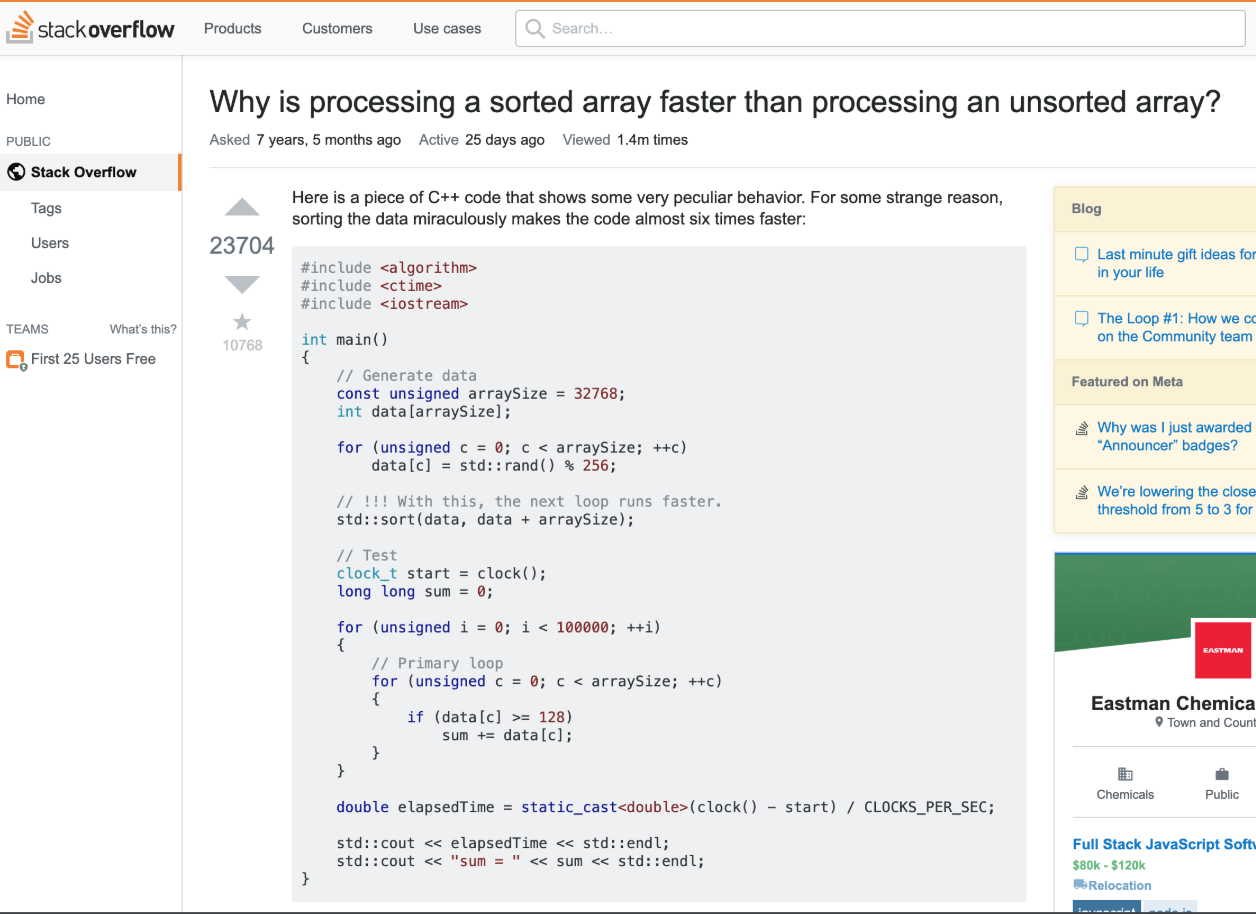 stackoverflow Products Customers Use cases Search...
Home
PUBLIC
Stack Overflow
Tags
Users
Jobs
TEAMS What's this?
First 25 Users Free
Why is processing a sorted array faster than processing an unsorted array?
Asked 7 years, 5 months ago Active 25 days ago Viewed 1.4m times
23704
10768
Here is a piece of C++ code that shows some very peculiar behavior. For some strange reason,
sorting the data miraculously makes the code almost six times faster:
#include <algorithm>
#include <ctime>
#include <iostream>
int main()
{
    // Generate data
    const unsigned arraySize = 32768;
    int data[arraySize];
    for (unsigned c = 0; c < arraySize; ++c)
        data[c] = std::rand() % 256;
    // !!! With this, the next loop runs faster.
    std::sort(data, data + arraySize);
    // Test
    clock_t start = clock();
    long long sum = 0;
    for (unsigned i = 0; i < 100000; ++i)
    {
        // Primary loop
        for (unsigned c = 0; c < arraySize; ++c)
        {
            if (data[c] >= 128)
                sum += data[c];
        }
    }
    double elapsedTime = static_cast<double>(clock() - start) / CLOCKS_PER_SEC;
    std::cout << elapsedTime << std::endl;
    std::cout << "sum = " << sum << std::endl;
}
Blog
Last minute gift ideas for
in your life
The Loop #1: How we co
on the Community team
Featured on Meta
Why was I just awarded
“Announcer” badges?
We’re lowering the close
threshold from 5 to 3 for
EASTMAN
Eastman Chemica
Town and Count
Chemicals Public
Full Stack JavaScript Softw
$80k - $120k
Relocation
javascript node.js